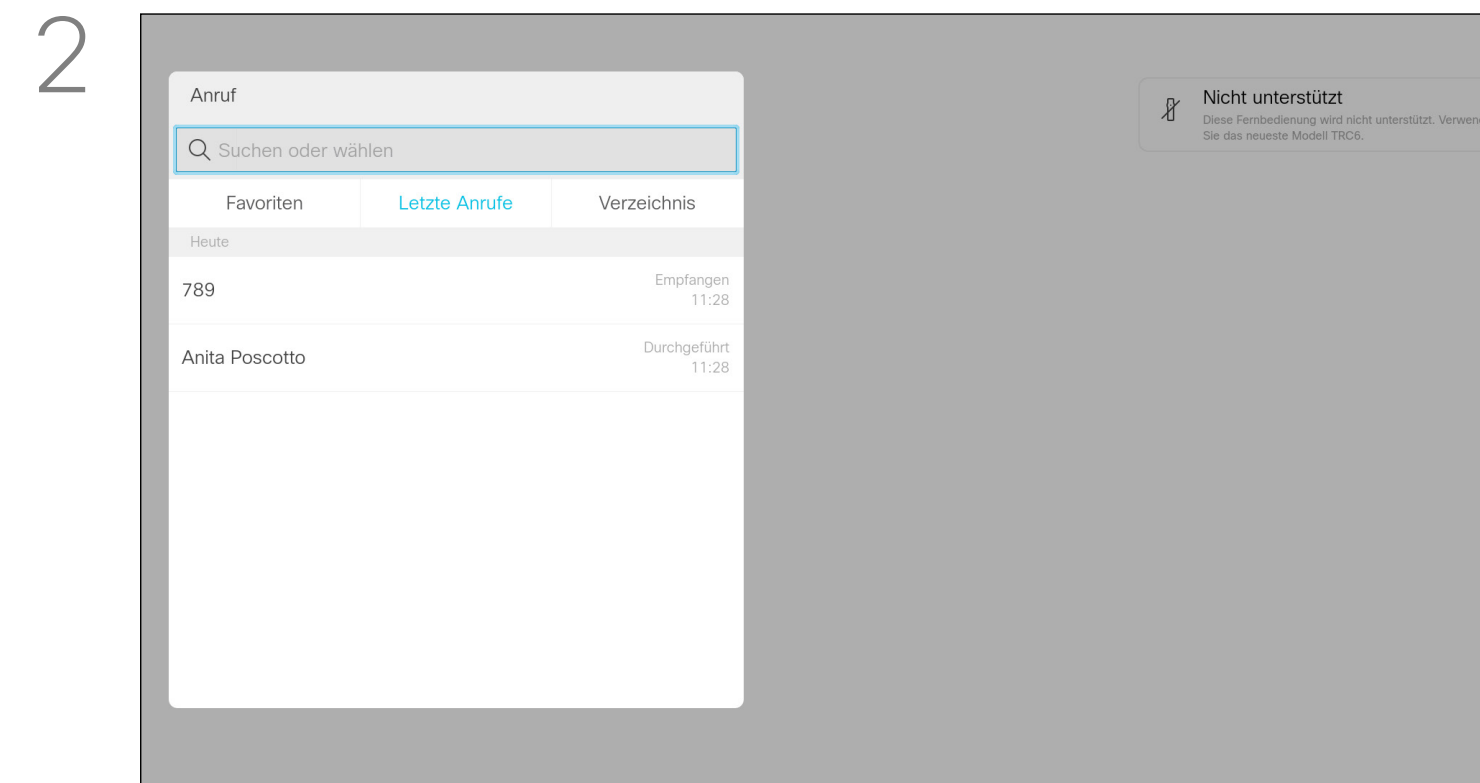 2
Anruf
Suchen oder wählen
Favoriten Letzte Anrufe Verzeichnis
Heute
789 Empfangen
11:28
Anita Poscotto Durchgeführt
11:28
Nicht unterstützt
Diese Fernbedienung wird nicht unterstützt.
Sie das neueste Modell TRC6.